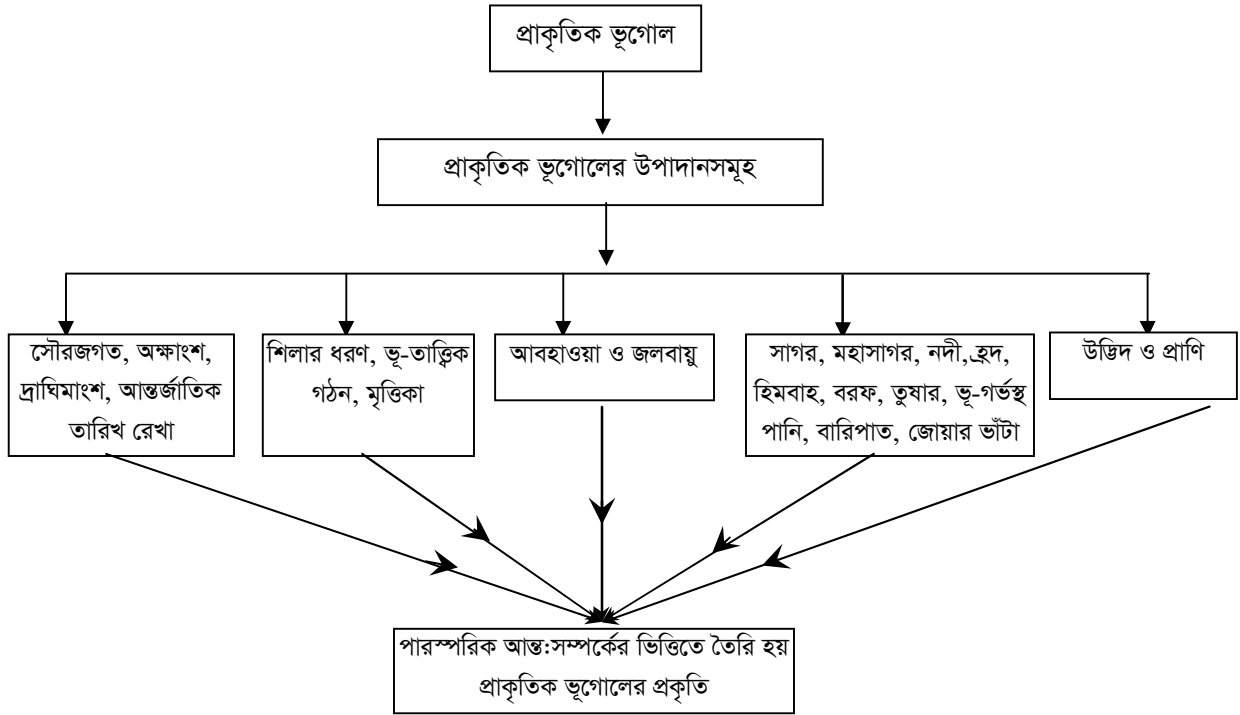 প্রাকৃতিক ভূগোল
প্রাকৃতিক ভূগোলের উপাদানসমূহ
সৌরজগত, অক্ষাংশ,
দ্রাঘিমাংশ, আন্তর্জাতিক
তারিখ রেখা
শিলার ধরণ, ভূ-তাত্ত্বিক
গঠন, মৃত্তিকা
আবহাওয়া ও জলবায়ু
সাগর, মহাসাগর, নদী,হ্রদ,
হিমবাহ, বরফ, তুষার, ভূ-গর্ভস্থ
পানি, বারিপাত, জোয়ার ভাঁটা
উদ্ভিদ ও প্রাণি
পারস্পরিক আন্ত:সম্পর্কের ভিত্তিতে তৈরি হয়
প্রাকৃতিক ভূগোলের প্রকৃতি